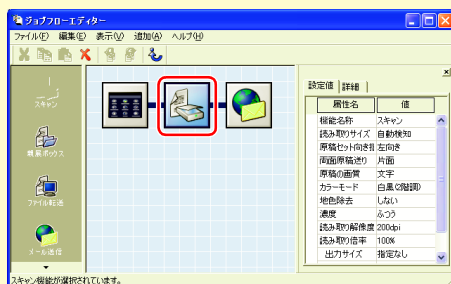 ジョブフローエディター
ファイル(F) 編集(E) 表示(V) 追加(A) ヘルプ(H)
スキャン
親展ボックス
ファイル転送
メール送信
設定値 詳細
属性名 値
機能名称 スキャン
読み取りサイズ 自動検知
原稿セット向き指 左向き
両面原稿送り 片面
原稿の画質 文字
カラーモード 白黒(2階調)
地色除去 しない
濃度 ふつう
読み取り解像度 200dpi
読み取り倍率 100%
出力サイズ 指定なし
スキャン機能が選択されています。